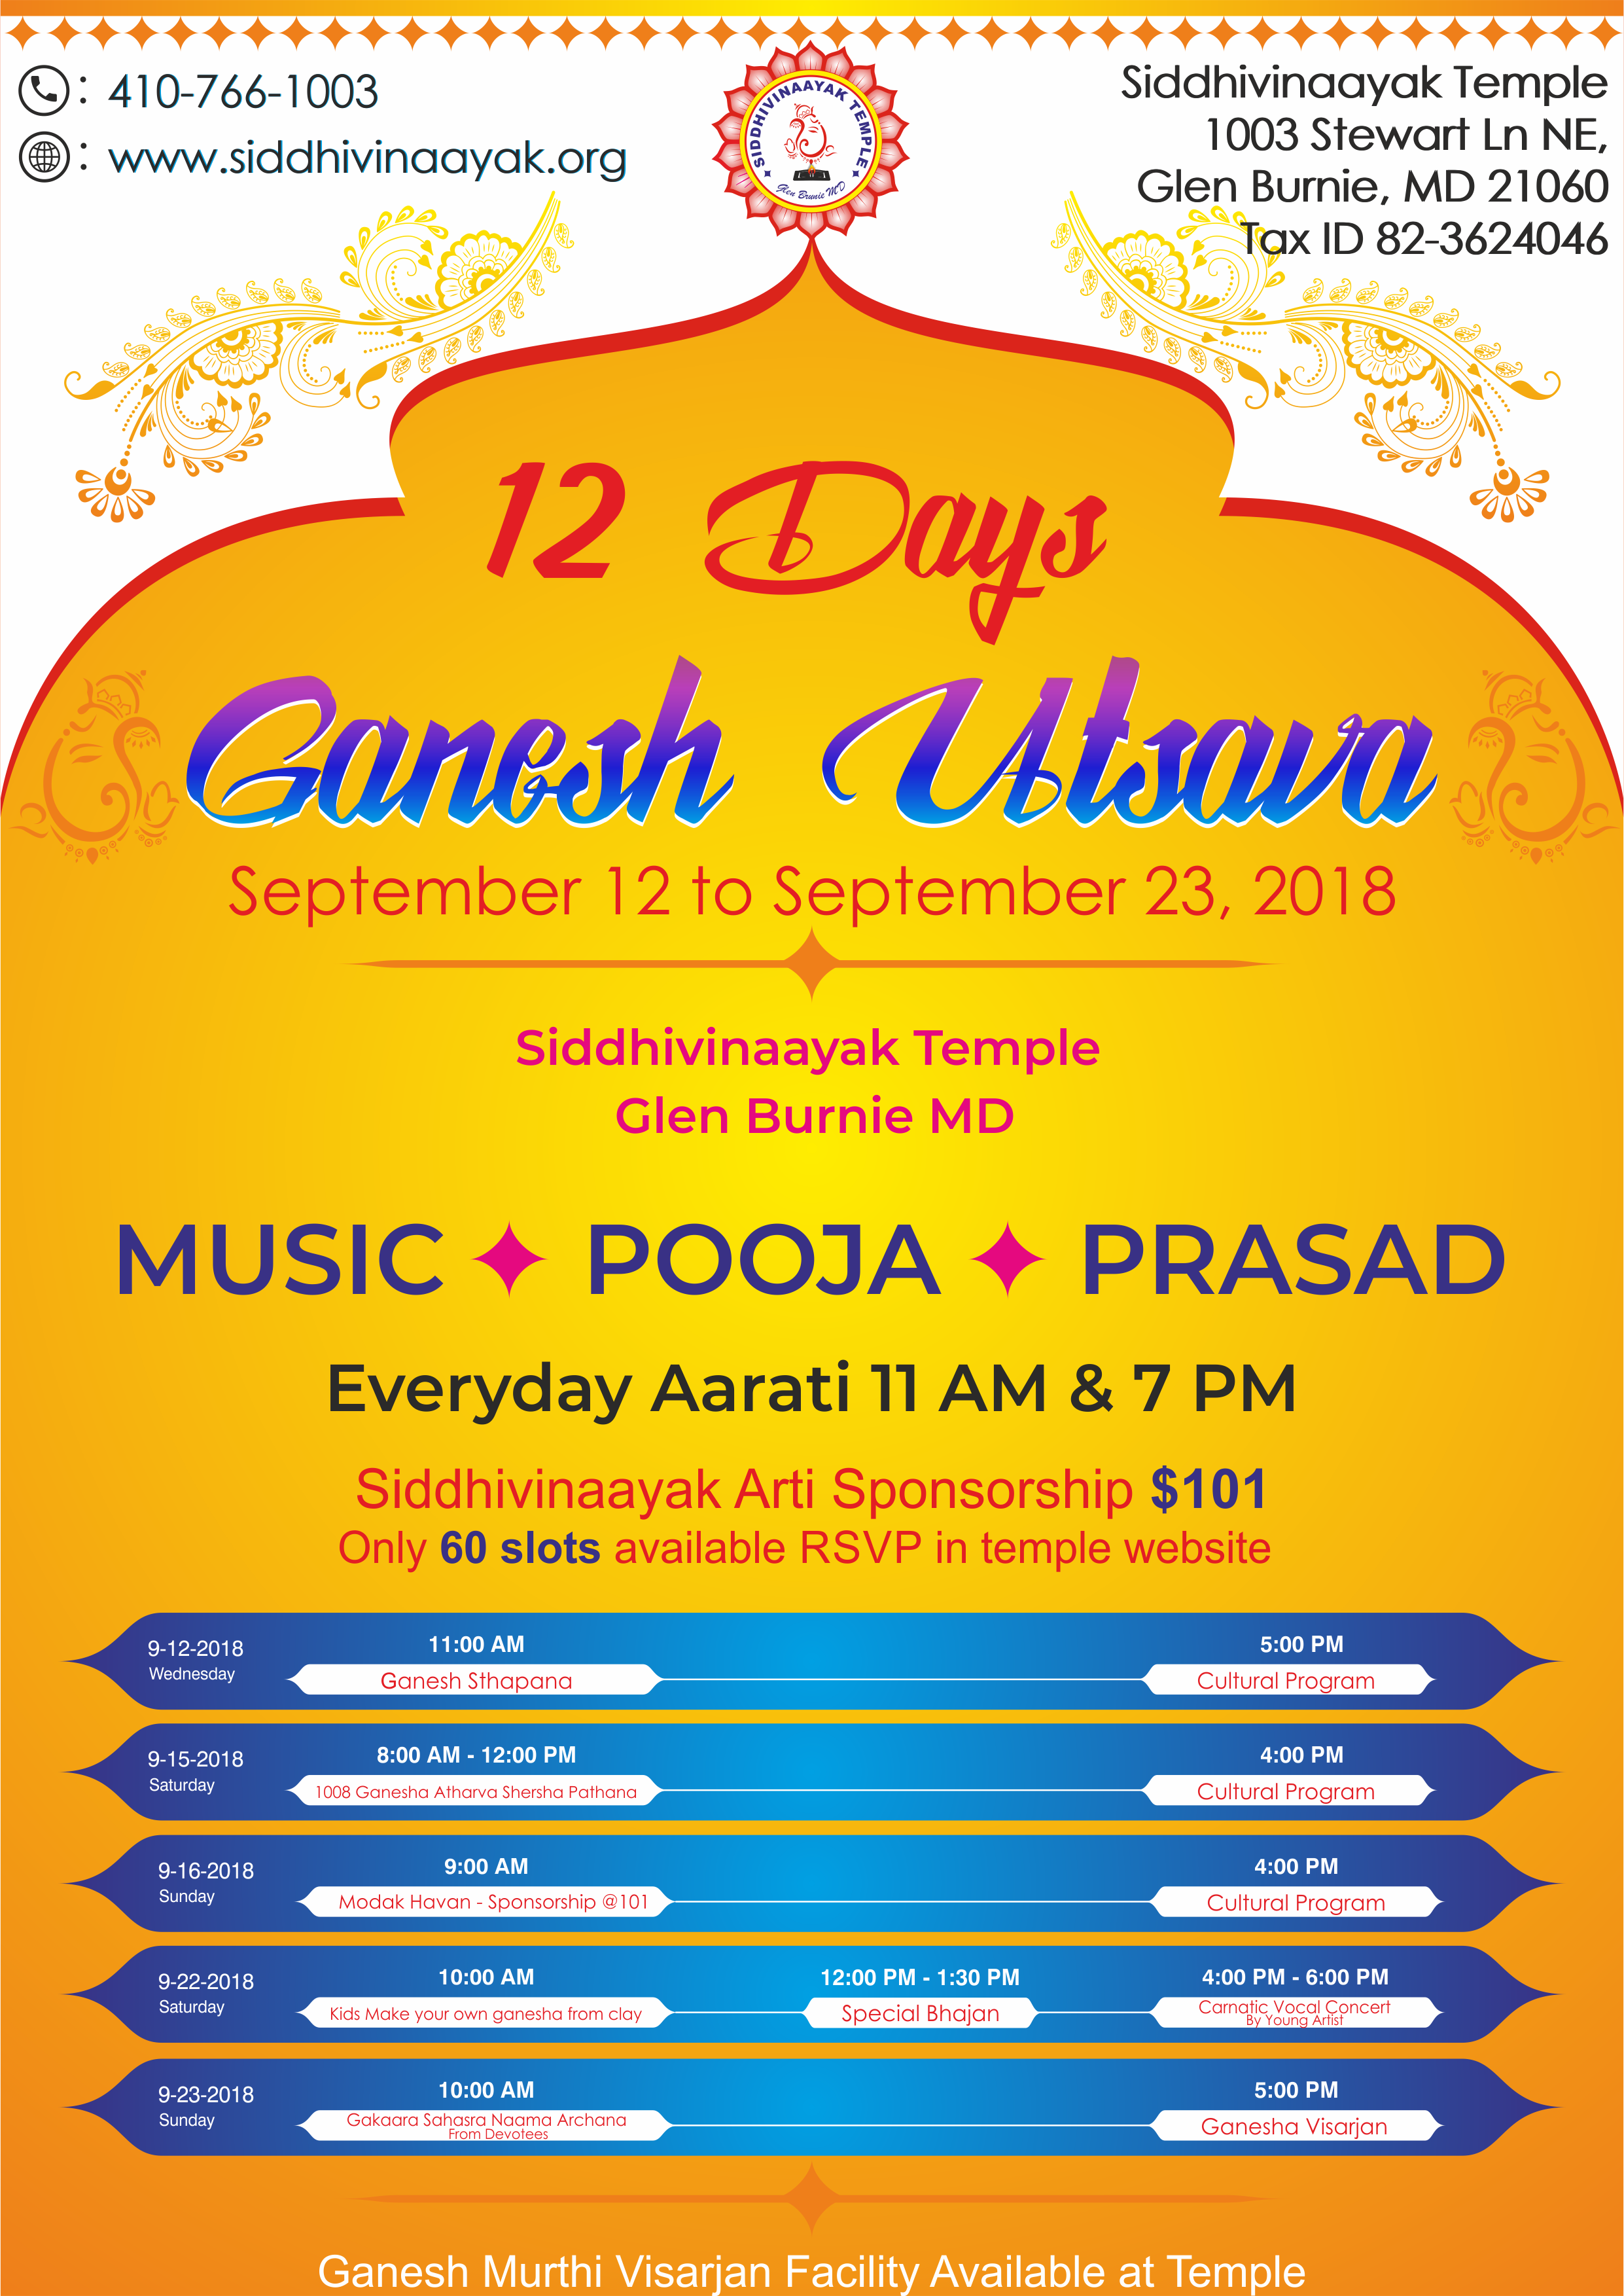 : 410-766-1003
: www.siddhivinaayak.org
SIDDHIVINAAYAK TEMPLE
Glen Brunie MD
Siddhivinaayak Temple
1003 Stewart Ln NE,
Glen Burnie, MD 21060
Tax ID 82-3624046
12 Days
Ganesh Utsava
September 12 to September 23, 2018
Siddhivinaayak Temple
Glen Burnie MD
MUSIC POOJA PRASAD
Everyday Aarati 11 AM & 7 PM
Siddhivinaayak Arti Sponsorship $101
Only 60 slots available RSVP in temple website
9-12-2018
Wednesday
11:00 AM
Ganesh Sthapana
5:00 PM
Cultural Program
9-15-2018
Saturday
8:00 AM - 12:00 PM
1008 Ganesha Atharva Shersha Pathana
4:00 PM
Cultural Program
9-16-2018
Sunday
9:00 AM
Modak Havan - Sponsorship @101
4:00 PM
Cultural Program
9-22-2018
Saturday
10:00 AM
Kids Make your own ganesha from clay
12:00 PM - 1:30 PM
Special Bhajan
4:00 PM - 6:00 PM
Carnatic Vocal Concert
By Young Artist
9-23-2018
Sunday
10:00 AM
Gakaara Sahasra Naama Archana
From Devotees
5:00 PM
Ganesha Visarjan
Ganesh Murthi Visarjan Facility Available at Temple